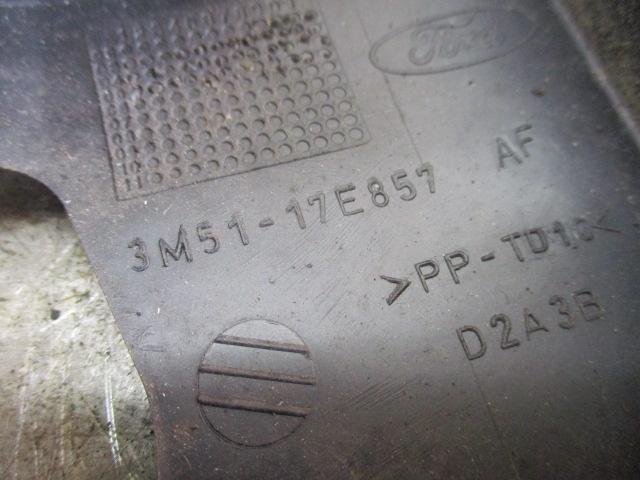 Ford
3M51-17E857 AF
>PP-TD10<
D2A3B